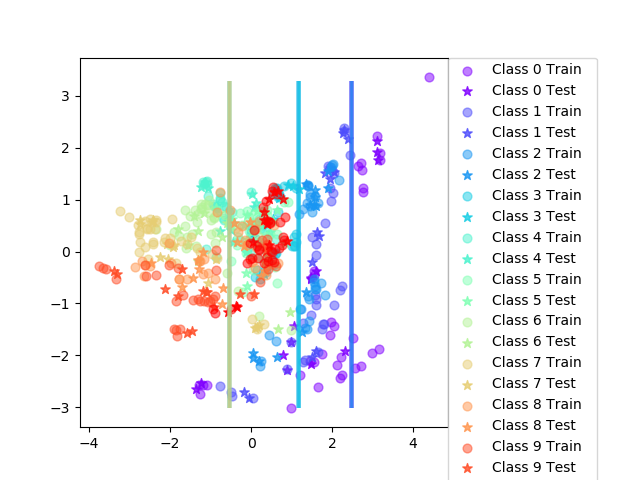 3
2
1
0
−1
−2
−3
−4
−2
0
2
4
Class 0 Train
Class 0 Test
Class 1 Train
Class 1 Test
Class 2 Train
Class 2 Test
Class 3 Train
Class 3 Test
Class 4 Train
Class 4 Test
Class 5 Train
Class 5 Test
Class 6 Train
Class 6 Test
Class 7 Train
Class 7 Test
Class 8 Train
Class 8 Test
Class 9 Train
Class 9 Test